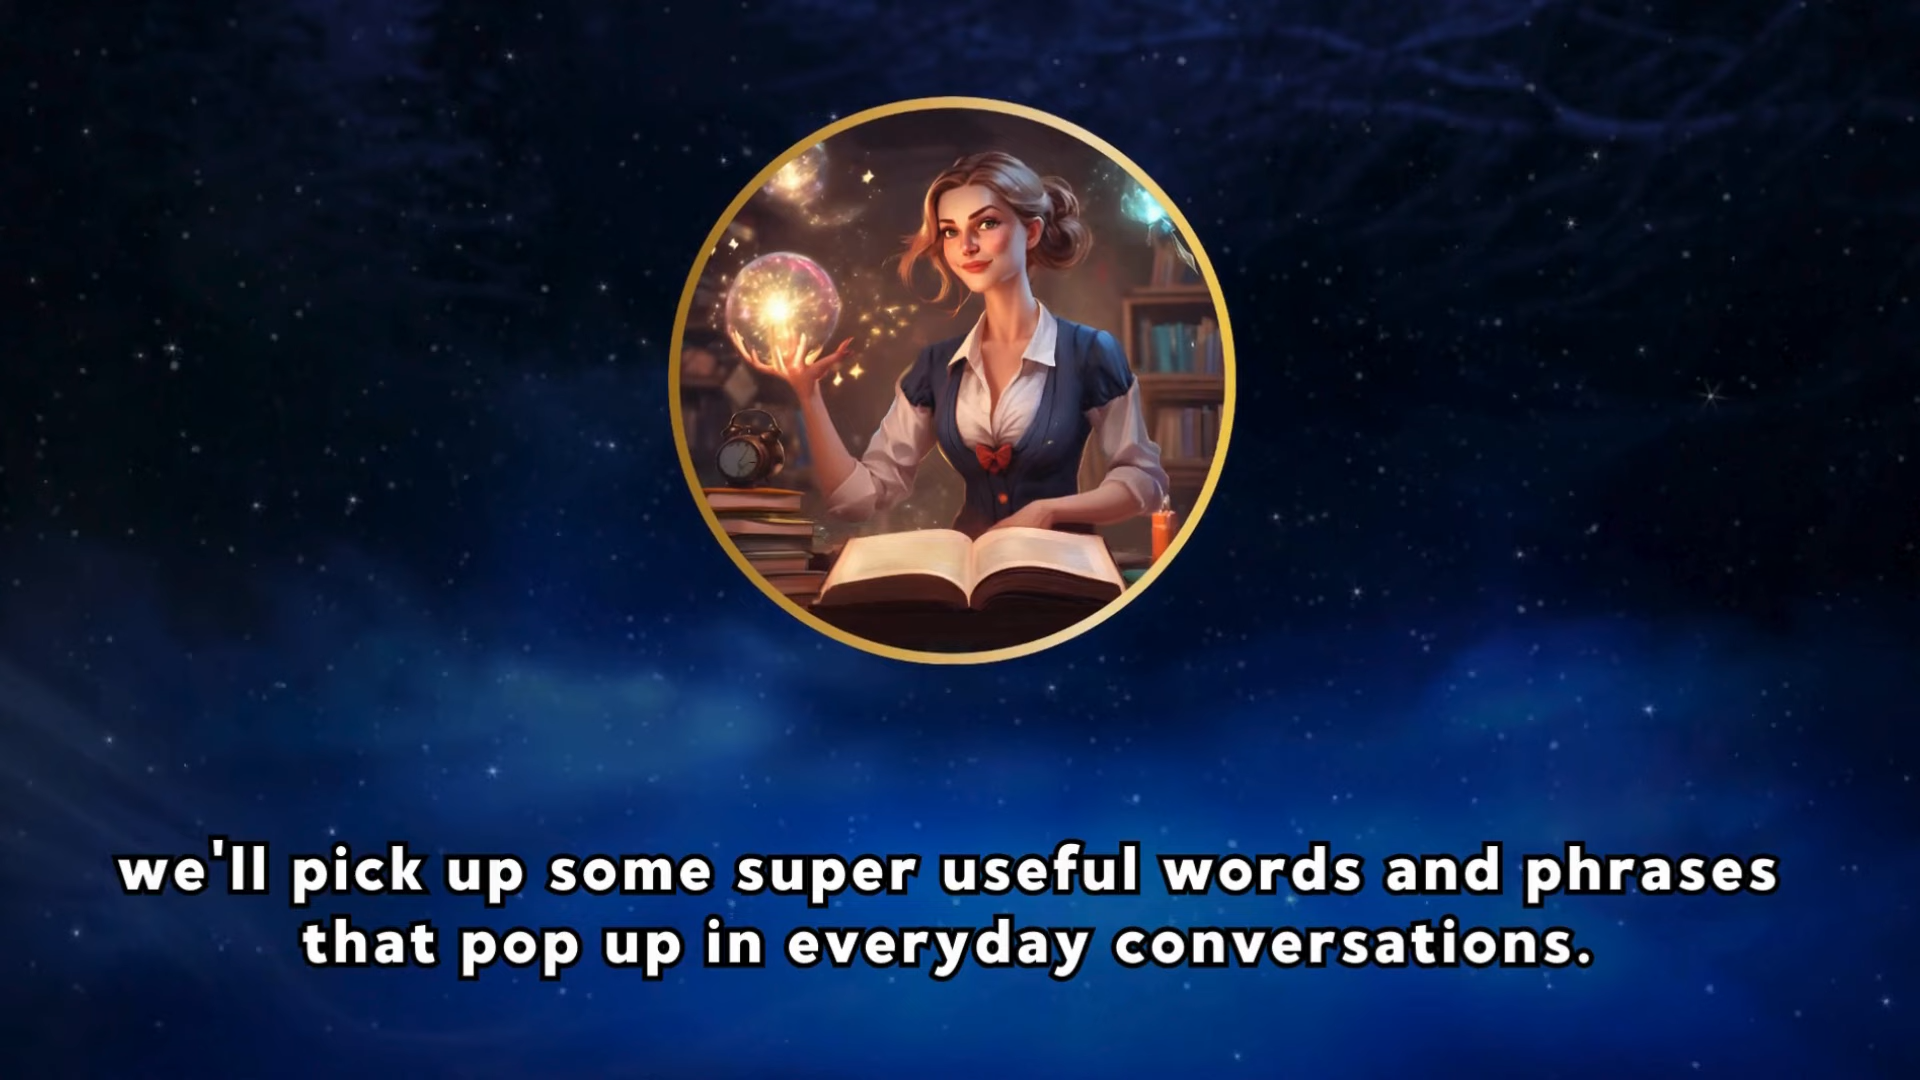 we'll pick up some super useful words and phrases
that pop up in everyday conversations.